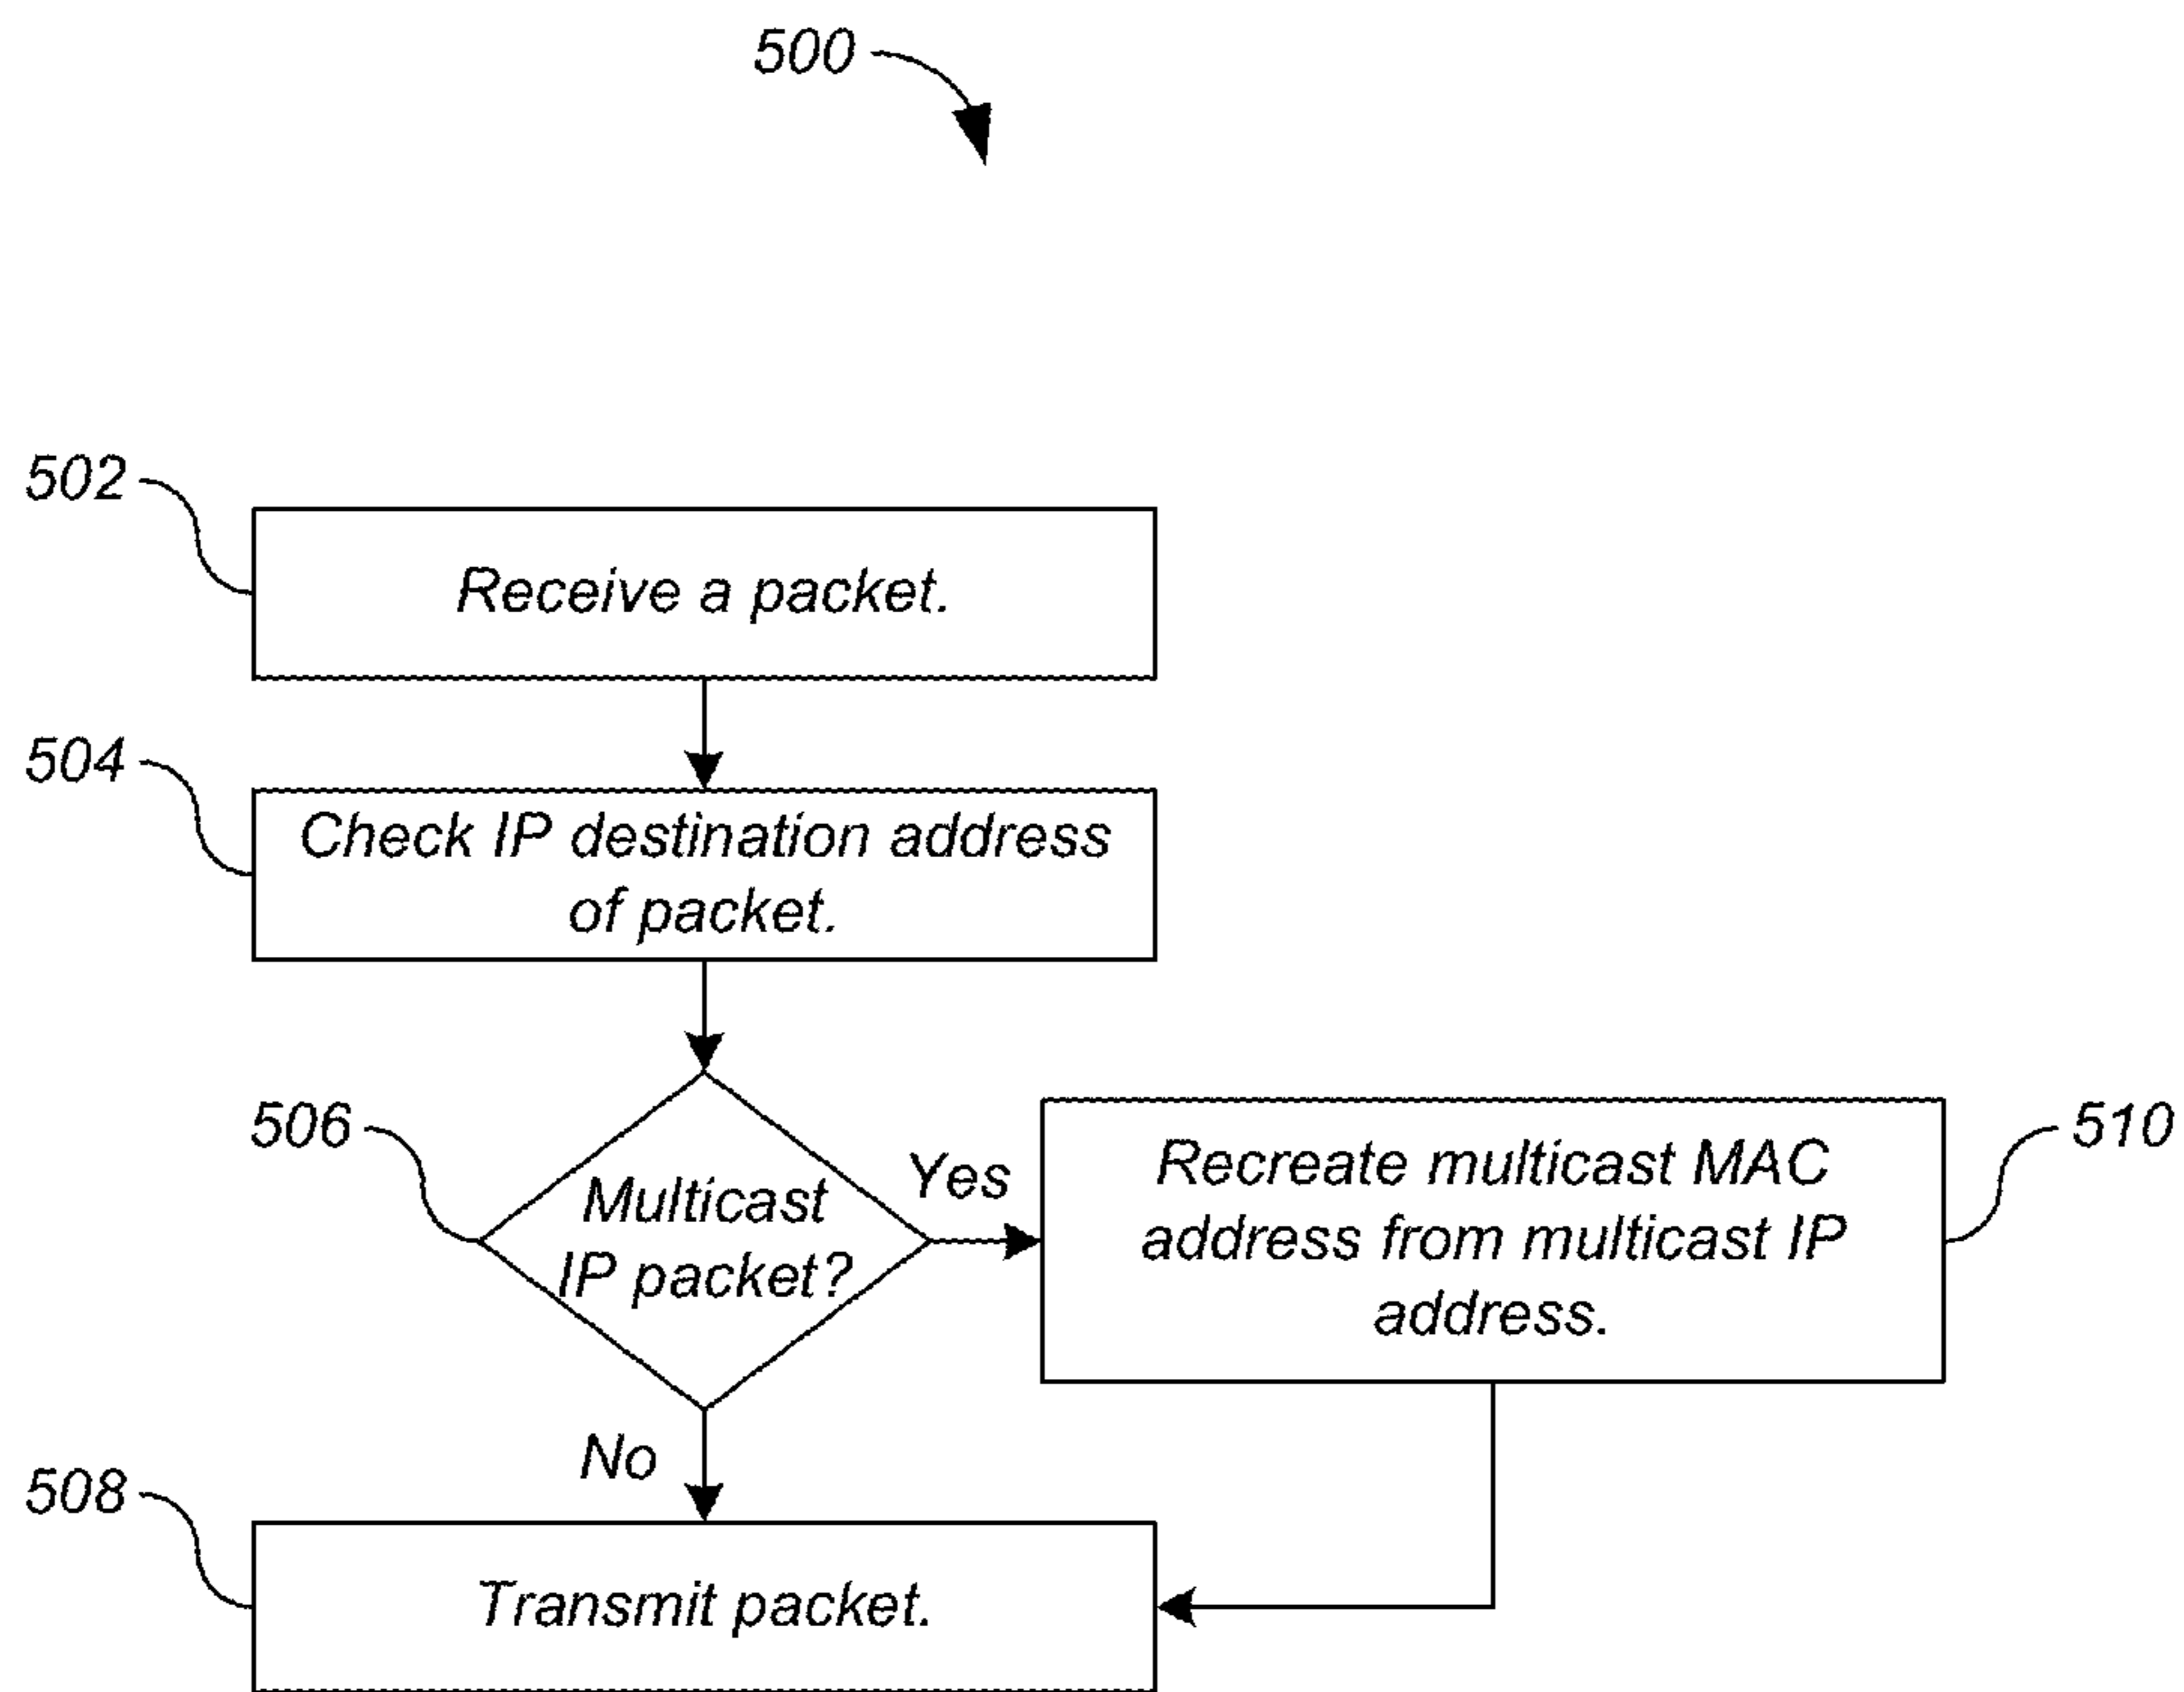 500
502
Receive a packet.
504
Check IP destination address
of packet.
506
Multicast
IP packet?
Yes
Recreate multicast MAC
address from multicast IP
address.
510
No
508
Transmit packet.